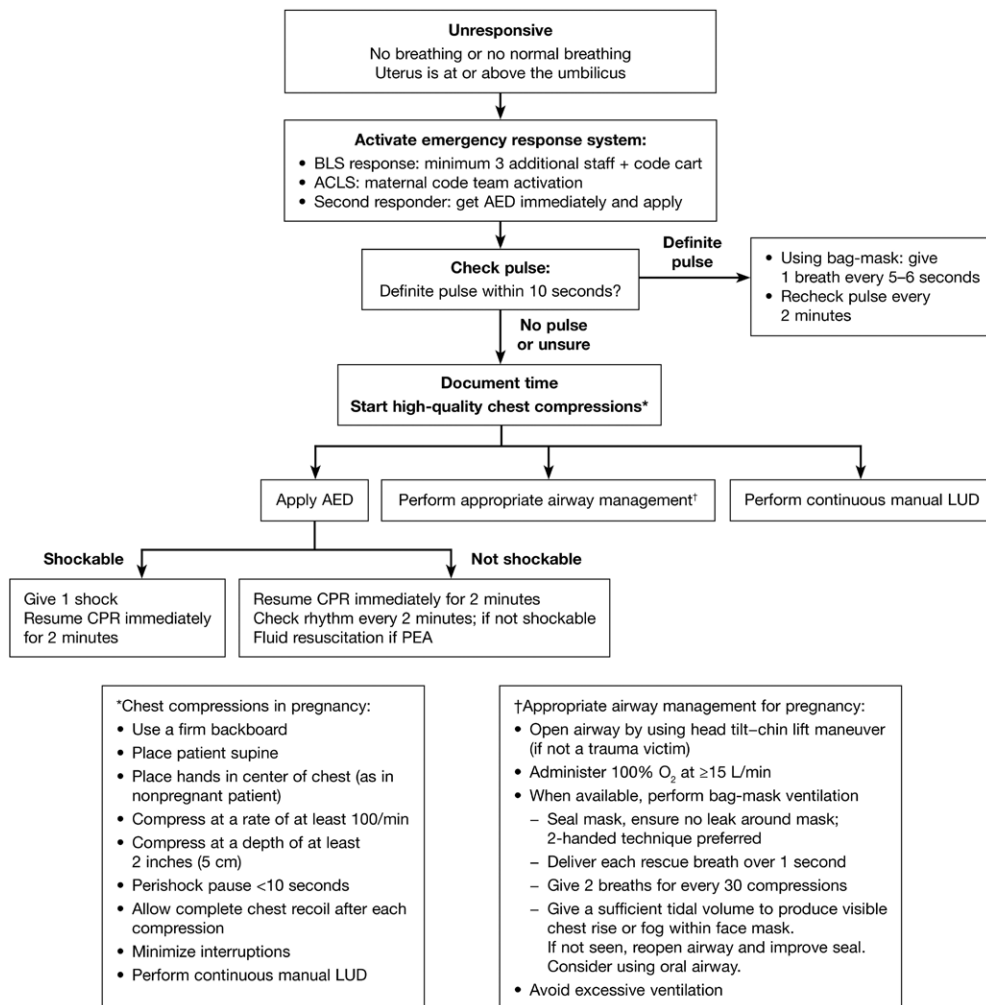 Unresponsive
No breathing or no normal breathing
Uterus is at or above the umbilicus
Activate emergency response system:
• BLS response: minimum 3 additional staff + code cart
• ACLS: maternal code team activation
• Second responder: get AED immediately and apply
Check pulse:
Definite pulse within 10 seconds?
Definite
pulse
• Using bag-mask: give
1 breath every 5–6 seconds
• Recheck pulse every
2 minutes
No pulse
or unsure
Document time
Start high-quality chest compressions*
Apply AED
Perform appropriate airway management†
Perform continuous manual LUD
Shockable
Not shockable
Give 1 shock
Resume CPR immediately
for 2 minutes
Resume CPR immediately for 2 minutes
Check rhythm every 2 minutes; if not shockable
Fluid resuscitation if PEA
*Chest compressions in pregnancy:
• Use a firm backboard
• Place patient supine
• Place hands in center of chest (as in
nonpregnant patient)
• Compress at a rate of at least 100/min
• Compress at a depth of at least
2 inches (5 cm)
• Perishock pause <10 seconds
• Allow complete chest recoil after each
compression
• Minimize interruptions
• Perform continuous manual LUD
†Appropriate airway management for pregnancy:
• Open airway by using head tilt–chin lift maneuver
(if not a trauma victim)
• Administer 100% O₂ at ≥15 L/min
• When available, perform bag-mask ventilation
– Seal mask, ensure no leak around mask;
2-handed technique preferred
– Deliver each rescue breath over 1 second
– Give 2 breaths for every 30 compressions
– Give a sufficient tidal volume to produce visible
chest rise or fog within face mask.
If not seen, reopen airway and improve seal.
Consider using oral airway.
• Avoid excessive ventilation